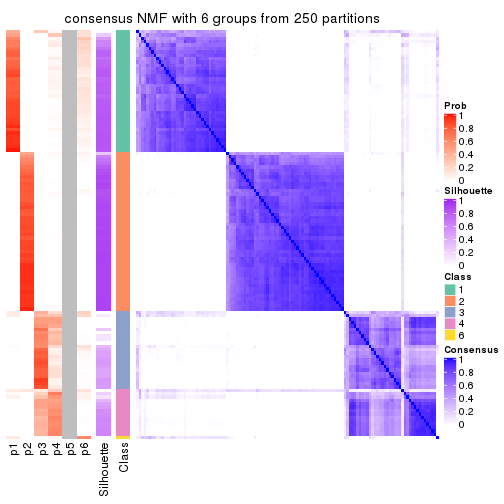 consensus NMF with 6 groups from 250 partitions
Prob
1
0.8
0.6
0.4
0.2
0
Silhouette
1
0.8
0.6
0.4
0.2
0
Class
1
2
3
4
6
Consensus
1
0.8
0.6
0.4
0.2
0
p1
p2
p3
p4
p5
p6
Silhouette
Class